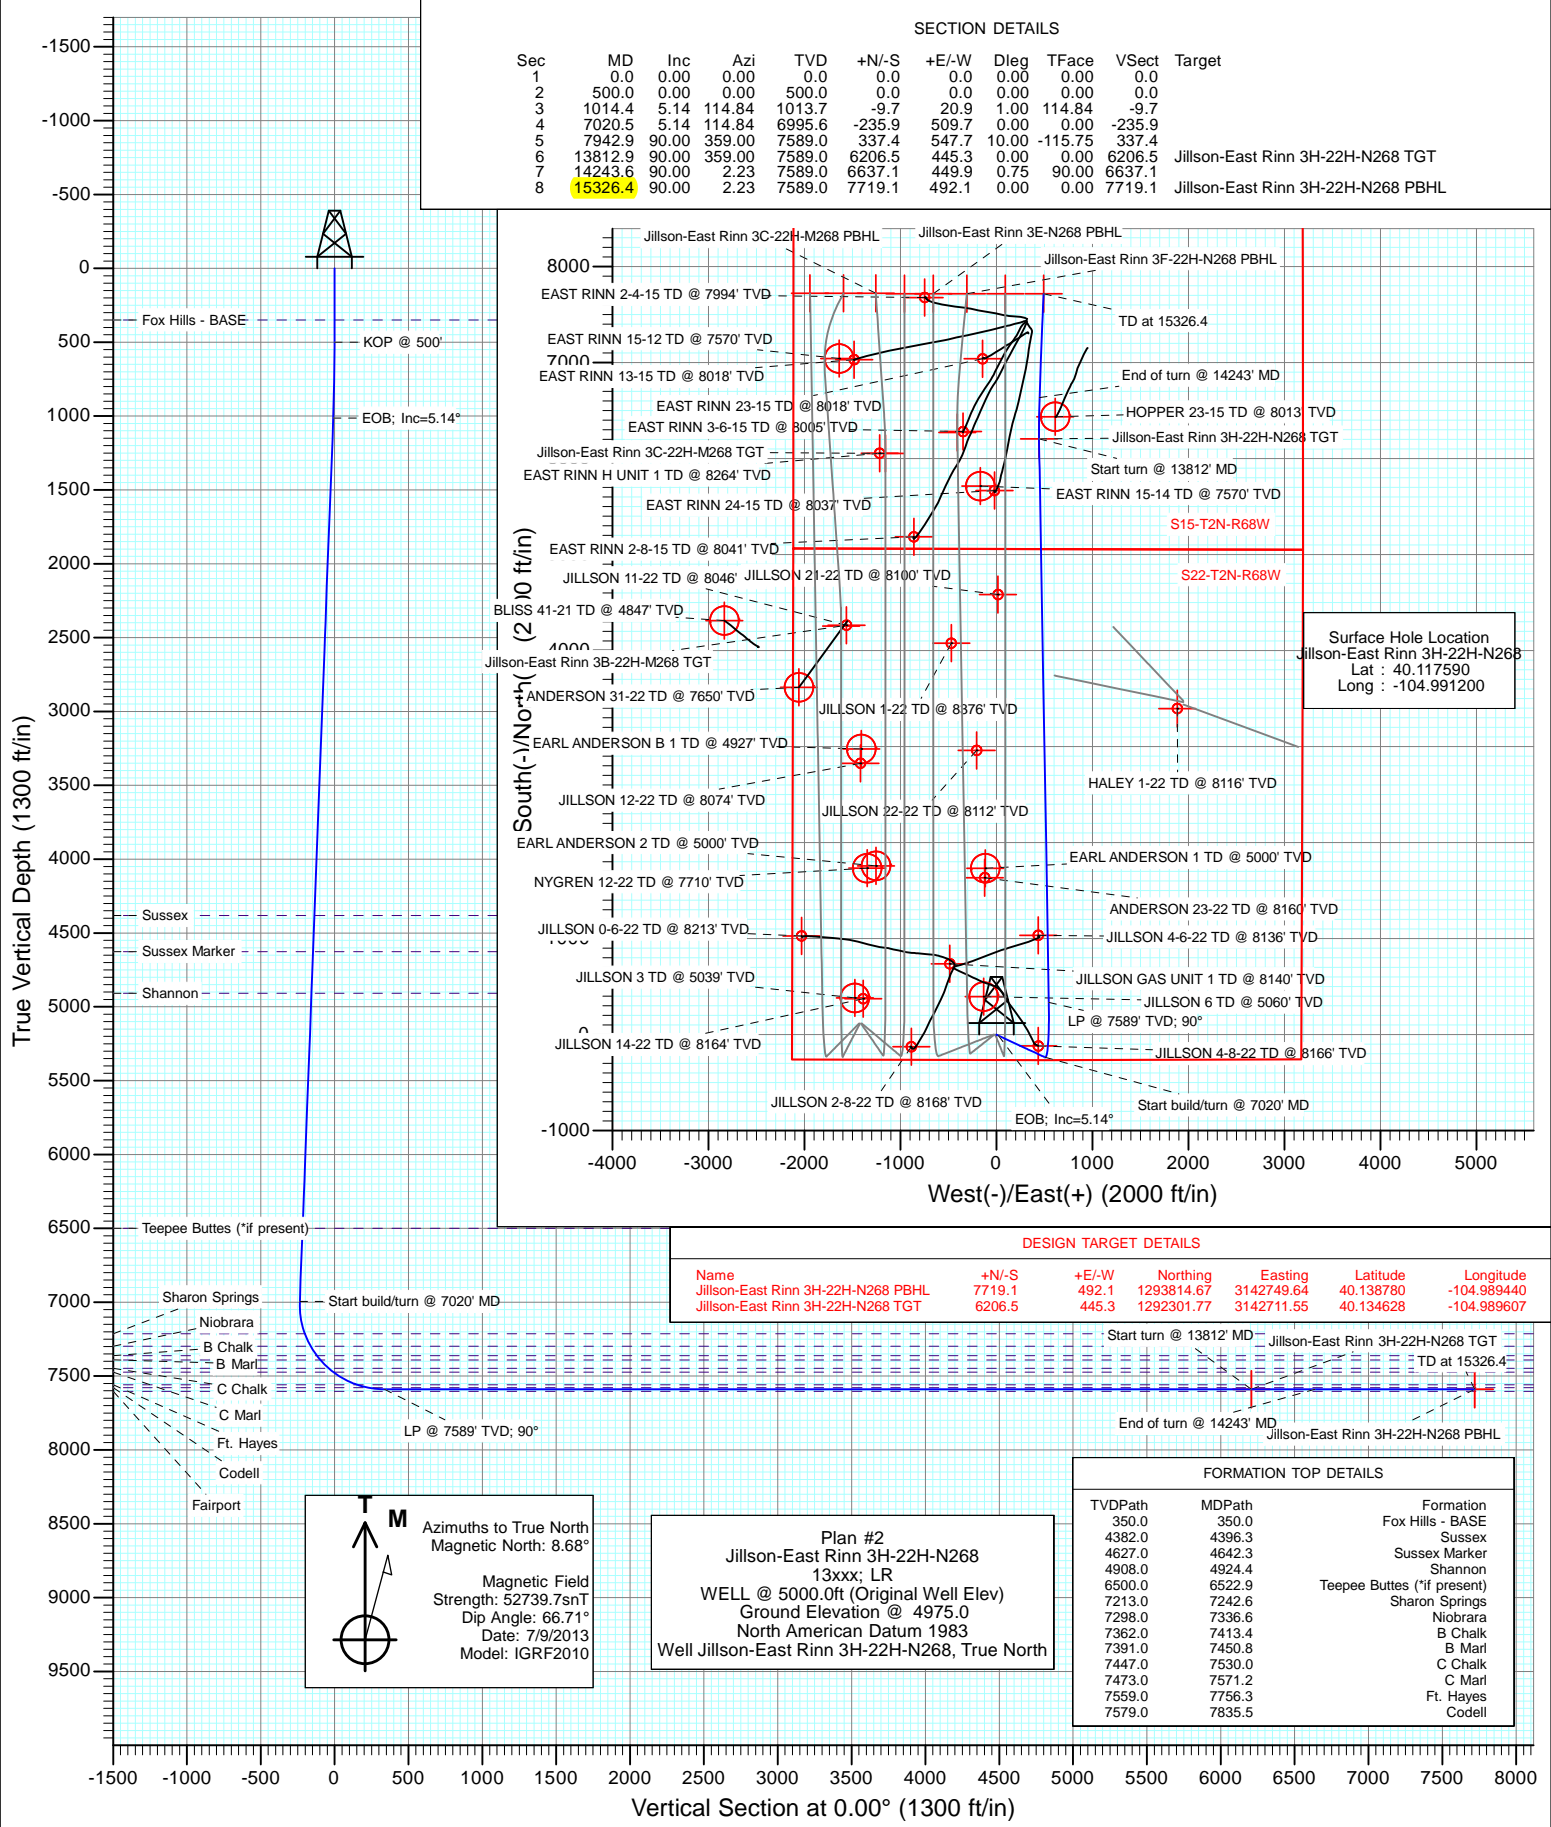 SECTION DETAILS
Sec MD Inc Azi TVD +N/-S +E/-W Dleg TFace VSect Target
1 0.0 0.00 0.00 0.0 0.0 0.0 0.00 0.00 0.0
2 500.0 0.00 0.00 500.0 0.0 0.0 0.00 0.00 0.0
3 1014.4 5.14 114.84 1013.7 -9.7 20.9 1.00 114.84 -9.7
4 7020.5 5.14 114.84 6995.6 -235.9 509.7 0.00 0.00 -235.9
5 7942.9 90.00 359.00 7589.0 337.4 547.7 10.00 -115.75 337.4
6 13812.9 90.00 359.00 7589.0 6206.5 445.3 0.00 0.00 6206.5 Jillson-East Rinn 3H-22H-N268 TGT
7 14243.6 90.00 2.23 7589.0 6637.1 449.9 0.75 90.00 6637.1
8 15326.4 90.00 2.23 7589.0 7719.1 492.1 0.00 0.00 7719.1 Jillson-East Rinn 3H-22H-N268 PBHL
True Vertical Depth (1300 ft/in)
-1500
-1000
-500
0
500
1000
1500
2000
2500
3000
3500
4000
4500
5000
5500
6000
6500
7000
7500
8000
8500
9000
9500
Fox Hills - BASE
KOP @ 500'
EOB; Inc=5.14°
Sussex
Sussex Marker
Shannon
Teepee Buttes (*if present)
Sharon Springs
Start build/turn @ 7020' MD
Niobrara
B Chalk
B Marl
C Chalk
C Marl
Ft. Hayes
Codell
Fairport
LP @ 7589' TVD; 90°
Start turn @ 13812' MD
Jillson-East Rinn 3H-22H-N268 TGT
TD at 15326.4
End of turn @ 14243' MD
Jillson-East Rinn 3H-22H-N268 PBHL
-1500 -1000 -500 0 500 1000 1500 2000 2500 3000 3500 4000 4500 5000 5500 6000 6500 7000 7500 8000
Vertical Section at 0.00° (1300 ft/in)
Jillson-East Rinn 3C-22H-M268 PBHL
Jillson-East Rinn 3E-N268 PBHL
8000
Jillson-East Rinn 3F-22H-N268 PBHL
EAST RINN 2-4-15 TD @ 7994' TVD
TD at 15326.4
EAST RINN 15-12 TD @ 7570' TVD
7000
EAST RINN 13-15 TD @ 8018' TVD
End of turn @ 14243' MD
EAST RINN 23-15 TD @ 8018' TVD
HOPPER 23-15 TD @ 8013' TVD
EAST RINN 3-6-15 TD @ 8005' TVD
Jillson-East Rinn 3H-22H-N268 TGT
Jillson-East Rinn 3C-22H-M268 TGT
Start turn @ 13812' MD
EAST RINN H UNIT 1 TD @ 8264' TVD
EAST RINN 15-14 TD @ 7570' TVD
EAST RINN 24-15 TD @ 8037' TVD
S15-T2N-R68W
EAST RINN 2-8-15 TD @ 8041' TVD
S22-T2N-R68W
JILLSON 11-22 TD @ 8046'
JILLSON 21-22 TD @ 8100' TVD
BLISS 41-21 TD @ 4847' TVD
Jillson-East Rinn 3B-22H-M268 TGT
ANDERSON 31-22 TD @ 7650' TVD
JILLSON 1-22 TD @ 8376' TVD
EARL ANDERSON B 1 TD @ 4927' TVD
HALEY 1-22 TD @ 8116' TVD
JILLSON 12-22 TD @ 8074' TVD
JILLSON 22-22 TD @ 8112' TVD
EARL ANDERSON 2 TD @ 5000' TVD
EARL ANDERSON 1 TD @ 5000' TVD
NYGREN 12-22 TD @ 7710' TVD
ANDERSON 23-22 TD @ 8160' TVD
JILLSON 0-6-22 TD @ 8213' TVD
JILLSON 4-6-22 TD @ 8136' TVD
JILLSON 3 TD @ 5039' TVD
JILLSON GAS UNIT 1 TD @ 8140' TVD
JILLSON 6 TD @ 5060' TVD
LP @ 7589' TVD; 90°
JILLSON 14-22 TD @ 8164' TVD
JILLSON 4-8-22 TD @ 8166' TVD
JILLSON 2-8-22 TD @ 8168' TVD
Start build/turn @ 7020' MD
EOB; Inc=5.14°
-1000
-4000 -3000 -2000 -1000 0 1000 2000 3000 4000 5000
West(-)/East(+) (2000 ft/in)
Surface Hole Location
Jillson-East Rinn 3H-22H-N268
Lat : 40.117590
Long : -104.991200
DESIGN TARGET DETAILS
Name +N/-S +E/-W Northing Easting Latitude Longitude
Jillson-East Rinn 3H-22H-N268 PBHL 7719.1 492.1 1293814.67 3142749.64 40.138780 -104.989440
Jillson-East Rinn 3H-22H-N268 TGT 6206.5 445.3 1292301.77 3142711.55 40.134628 -104.989607
T M
Azimuths to True North
Magnetic North: 8.68°
Magnetic Field
Strength: 52739.7snT
Dip Angle: 66.71°
Date: 7/9/2013
Model: IGRF2010
Plan #2
Jillson-East Rinn 3H-22H-N268
13xxx; LR
WELL @ 5000.0ft (Original Well Elev)
Ground Elevation @ 4975.0
North American Datum 1983
Well Jillson-East Rinn 3H-22H-N268, True North
FORMATION TOP DETAILS
TVDPath MDPath Formation
350.0 350.0 Fox Hills - BASE
4382.0 4396.3 Sussex
4627.0 4642.3 Sussex Marker
4908.0 4924.4 Shannon
6500.0 6522.9 Teepee Buttes (*if present)
7213.0 7242.6 Sharon Springs
7298.0 7336.6 Niobrara
7362.0 7413.4 B Chalk
7391.0 7450.8 B Marl
7447.0 7530.0 C Chalk
7473.0 7571.2 C Marl
7559.0 7756.3 Ft. Hayes
7579.0 7835.5 Codell